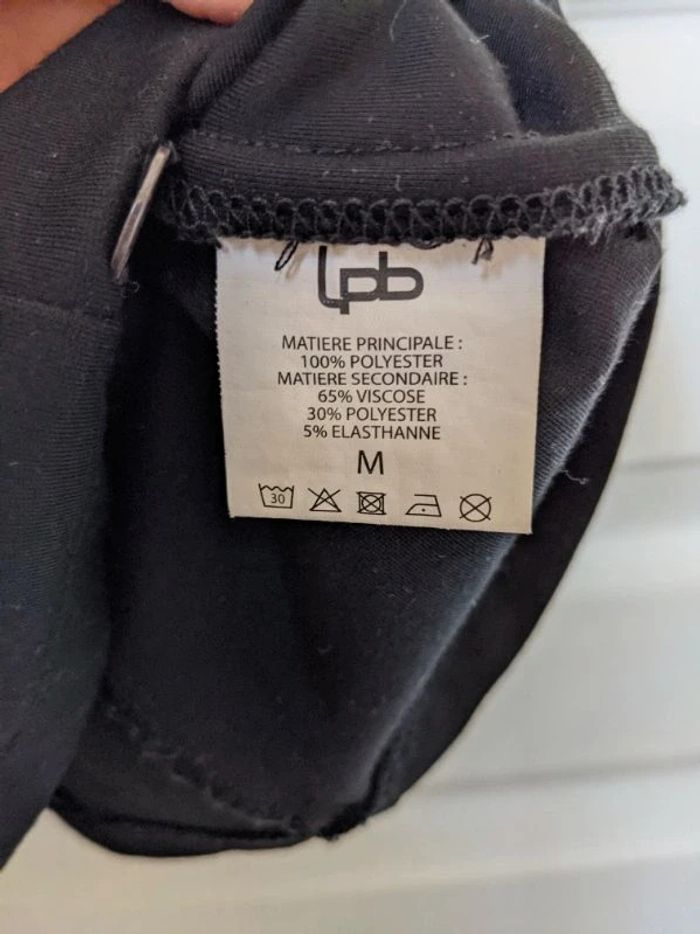 lpb
MATIERE PRINCIPALE :
100% POLYESTER
MATIERE SECONDAIRE :
65% VISCOSE
30% POLYESTER
5% ELASTHANNE
M
30